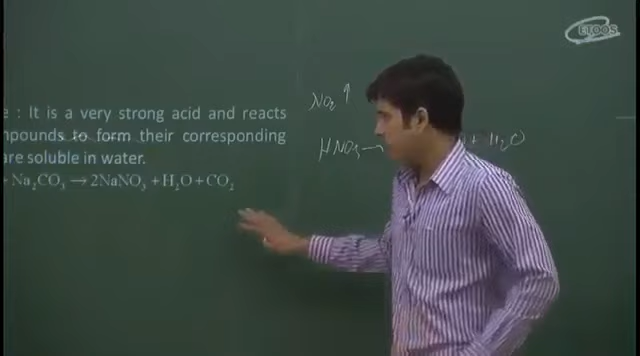 ETOOS
NO₂ ↑
e : It is a very strong acid and reacts
mpounds to form their corresponding
are soluble in water.
+ Na₂CO₃ → 2NaNO₃ + H₂O + CO₂
HNO₃ →
+ H₂O